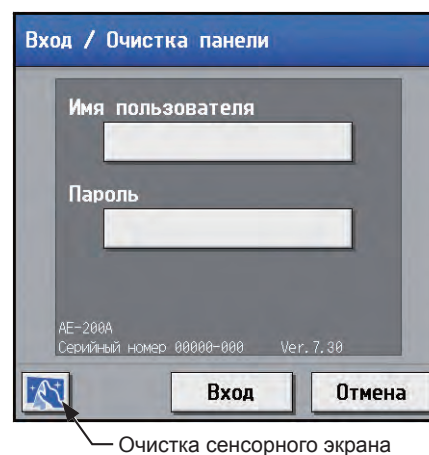 Вход / Очистка панели
Имя пользователя
Пароль
AE-200A
Серийный номер 00000-000 Ver.7.30
Вход Отмена
Очистка сенсорного экрана